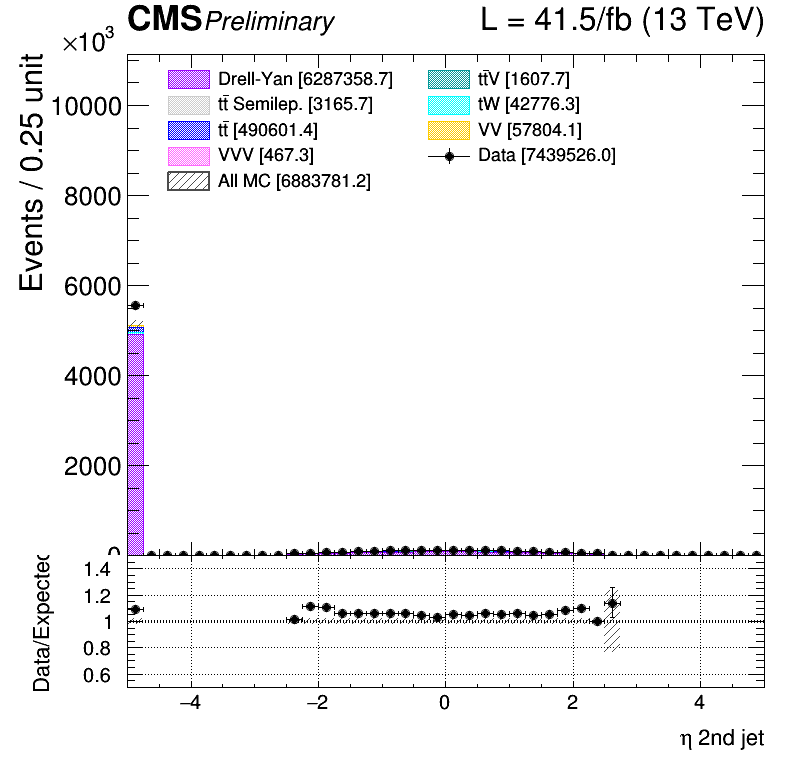 CMS Preliminary L = 41.5/fb (13 TeV)
×10³
Events / 0.25 unit
Drell-Yan [6287358.7]
tt̄ Semilep. [3165.7]
tt̄ [490601.4]
VVV [467.3]
All MC [6883781.2]
tt̄V [1607.7]
tW [42776.3]
VV [57804.1]
Data [7439526.0]
10000
8000
6000
4000
2000
0
Data/Expected
1.4
1.2
1
0.8
0.6
−4 −2 0 2 4
η 2nd jet